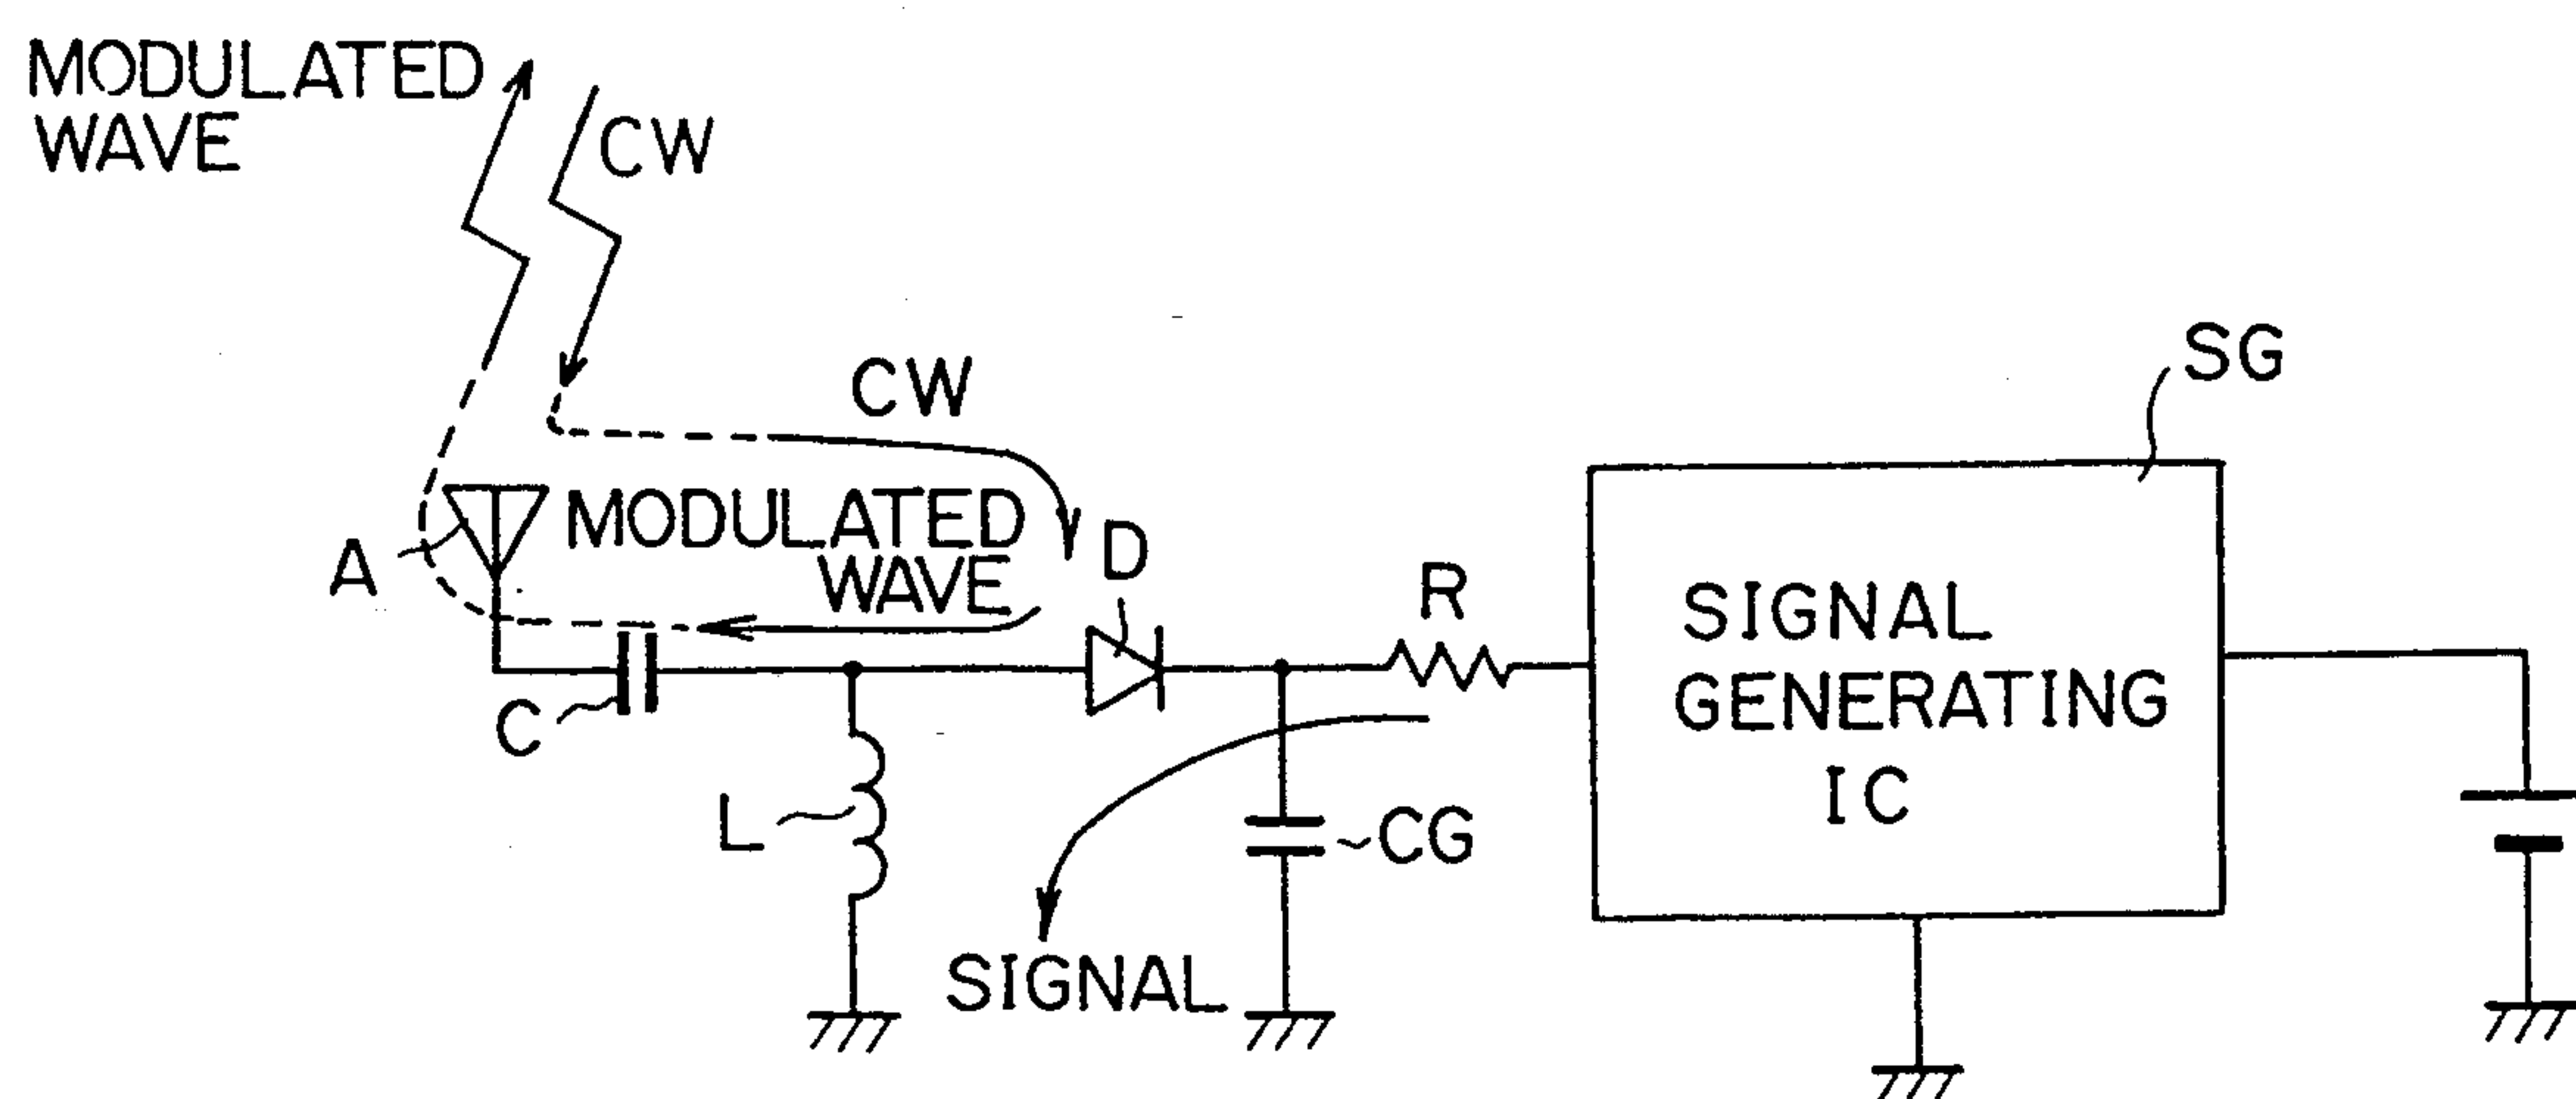 MODULATED
WAVE
CW
CW
SG
A
MODULATED
WAVE
D
R
SIGNAL
GENERATING
IC
C
L
CG
SIGNAL